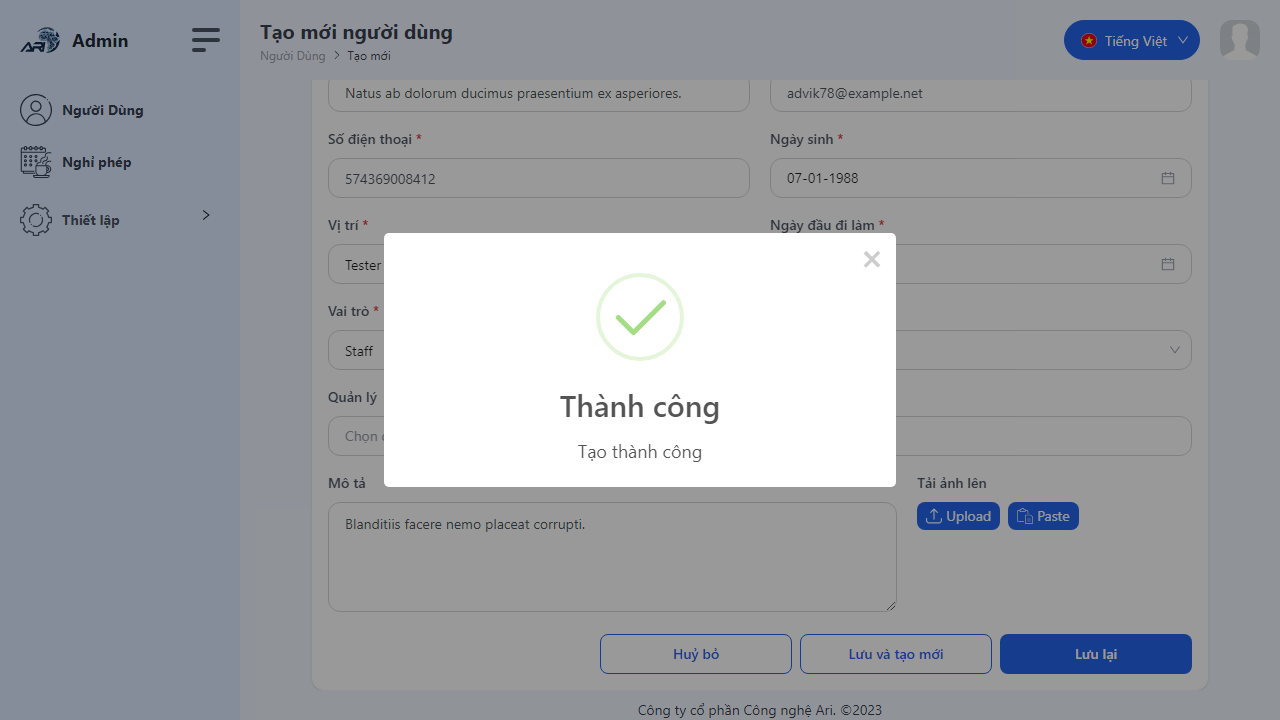 ARI Admin
Tạo mới người dùng
Người Dùng > Tạo mới
Tiếng Việt
Người Dùng
Nghỉ phép
Thiết lập
Natus ab dolorum ducimus praesentium ex asperiores.
advik78@example.net
Số điện thoại *
Ngày sinh *
574369008412
07-01-1988
Vị trí *
Ngày đầu đi làm *
Tester
Vai trò *
Staff
Quản lý
Chọn
Thành công
Tạo thành công
Mô tả
Tải ảnh lên
Blanditiis facere nemo placeat corrupti.
Upload
Paste
Huỷ bỏ
Lưu và tạo mới
Lưu lại
Công ty cổ phần Công nghệ Ari. ©2023